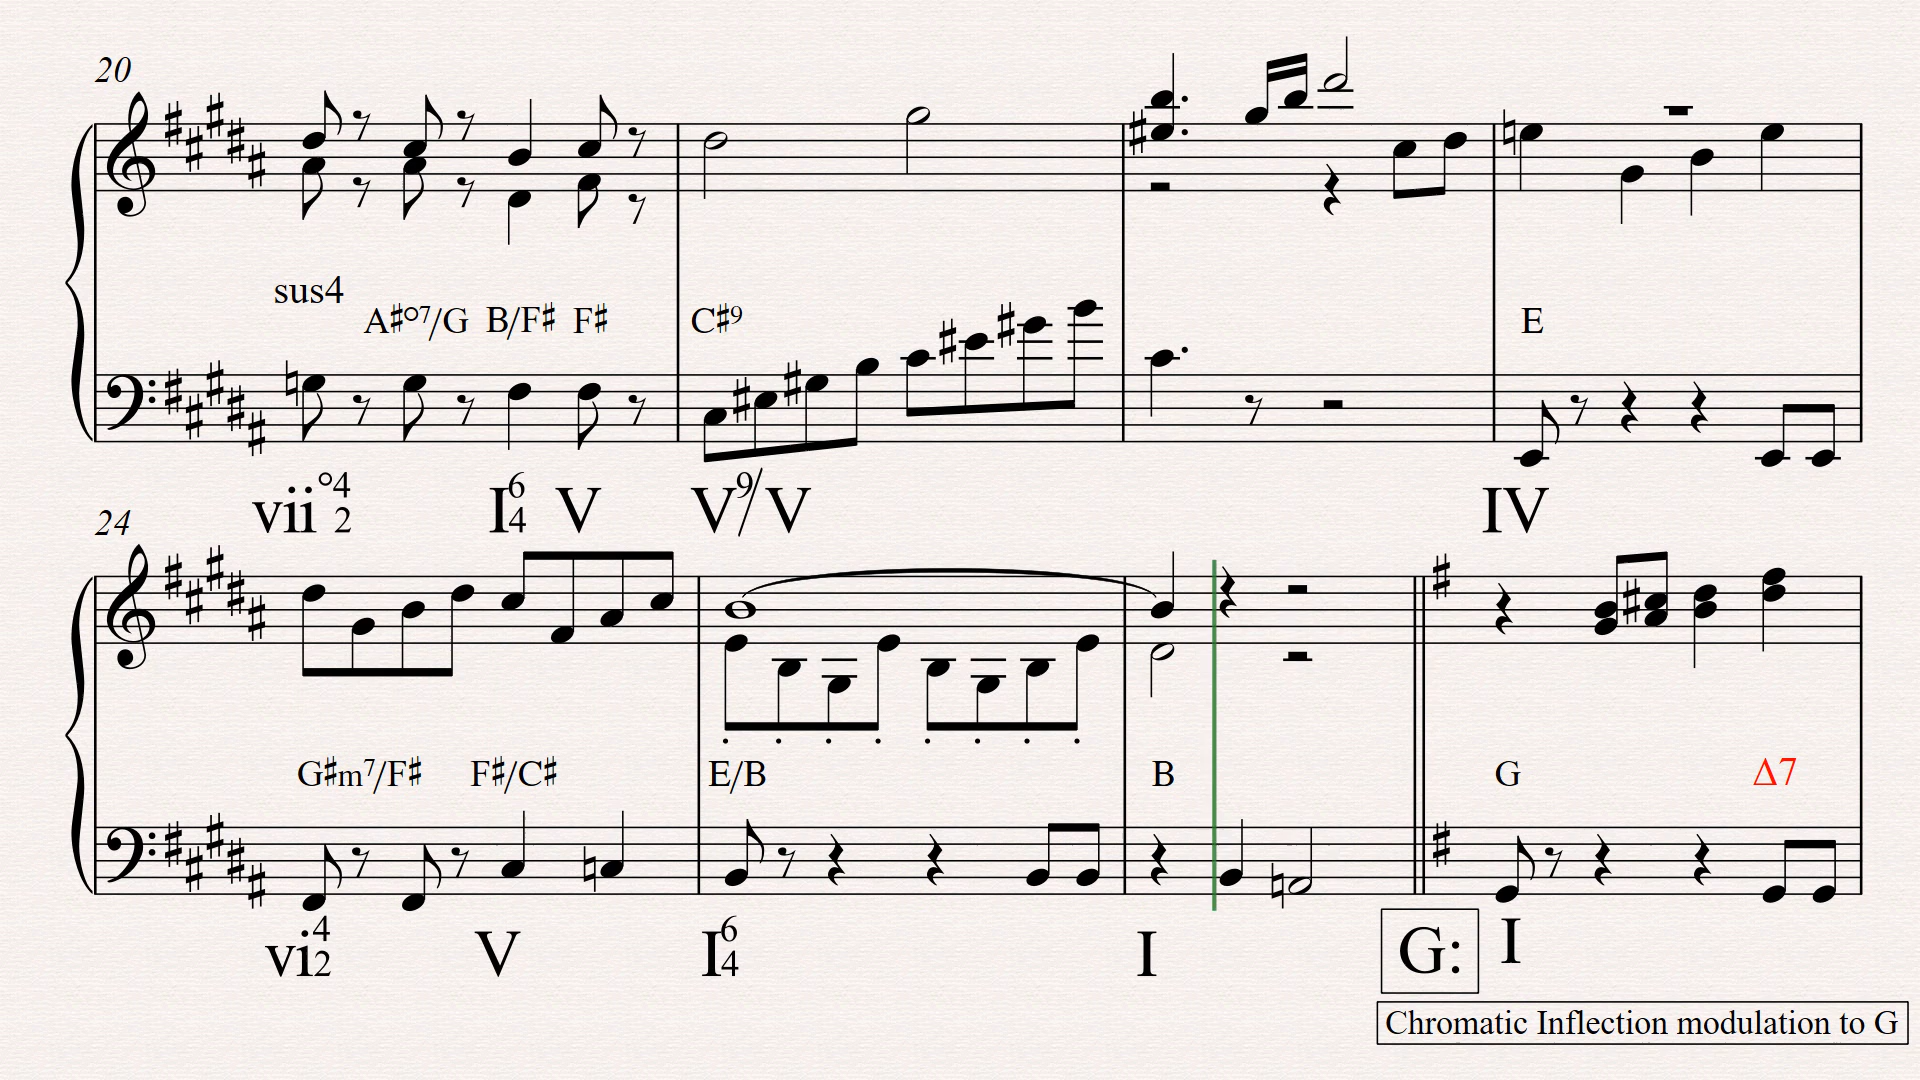 20
sus4
A♯°7/G B/F♯ F♯ C♯9 E
vii°4/2 I6/4 V V9/V IV
24
G♯m7/F♯ F♯/C♯ E/B B G Δ7
vi4/2 V I6/4 I G: I
Chromatic Inflection modulation to G